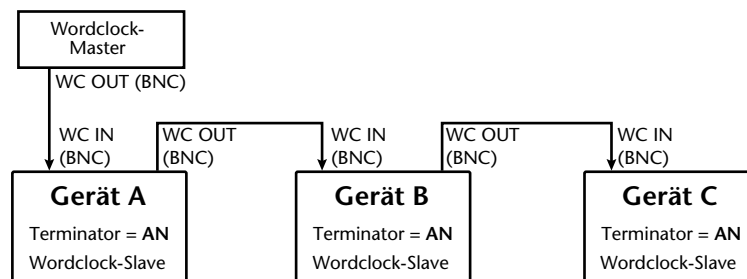 Wordclock-
Master
WC OUT (BNC)
WC IN
(BNC)
WC OUT
(BNC)
WC IN
(BNC)
WC OUT
(BNC)
WC IN
(BNC)
Gerät A
Terminator = AN
Wordclock-Slave
Gerät B
Terminator = AN
Wordclock-Slave
Gerät C
Terminator = AN
Wordclock-Slave